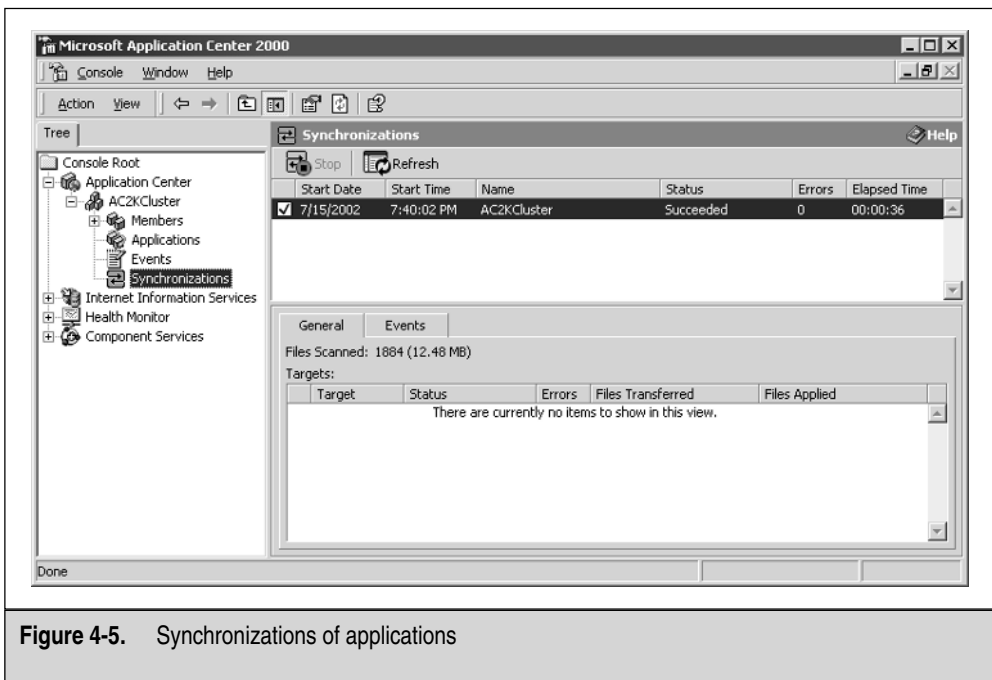 Microsoft Application Center 2000
Console Window Help
Action View
Tree
Synchronizations
Help
Console Root
Application Center
AC2KCluster
Members
Applications
Events
Synchronizations
Internet Information Services
Health Monitor
Component Services
Stop Refresh
Start Date Start Time Name Status Errors Elapsed Time
7/15/2002 7:40:02 PM AC2KCluster Succeeded 0 00:00:36
General Events
Files Scanned: 1884 (12.48 MB)
Targets:
Target Status Errors Files Transferred Files Applied
There are currently no items to show in this view.
Done
Figure 4-5. Synchronizations of applications